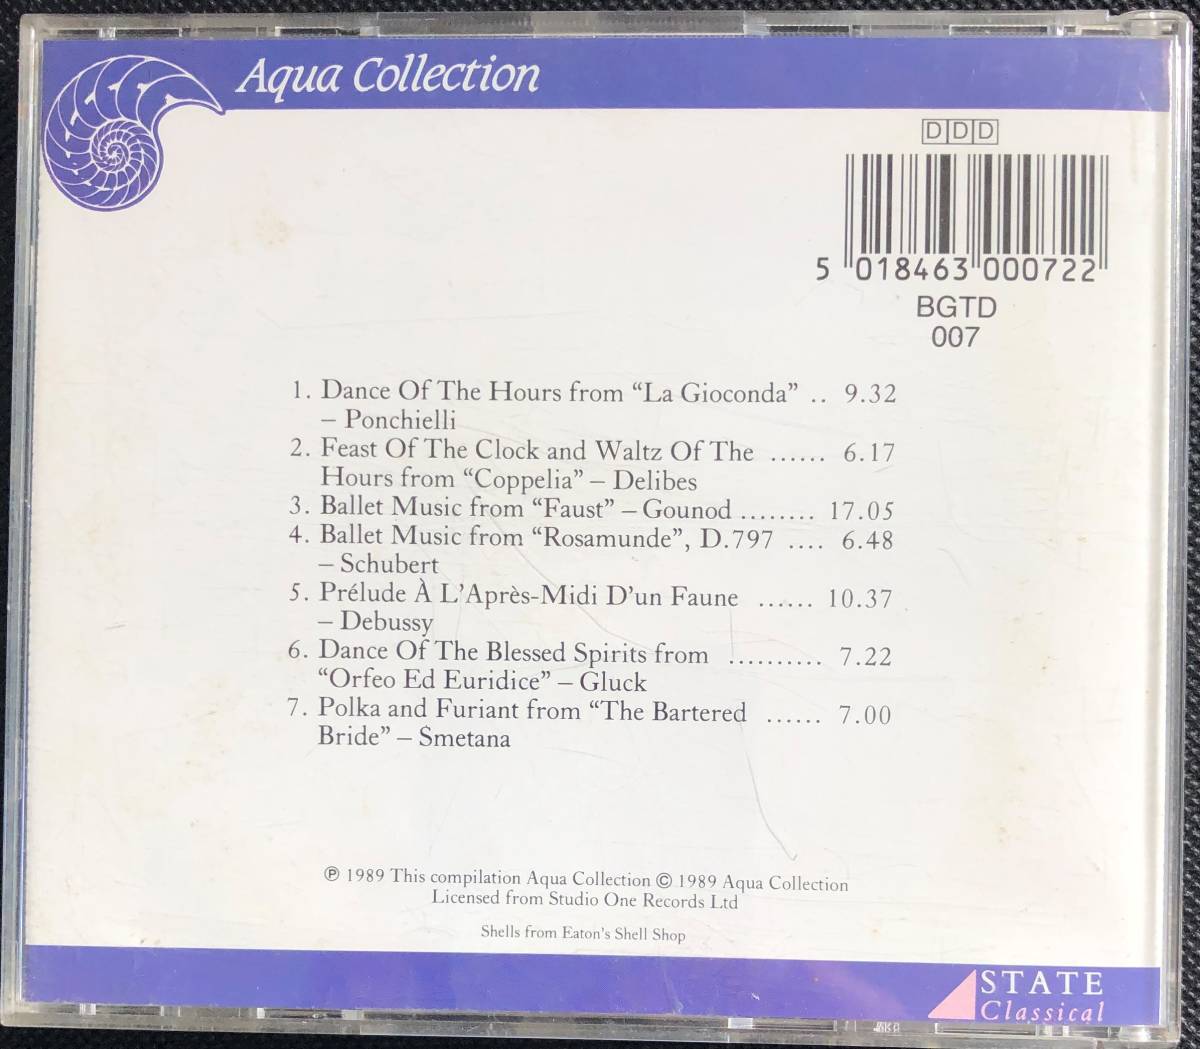 Aqua Collection
DDD
5 018463 000722
BGTD
007
1. Dance Of The Hours from “La Gioconda” .. 9.32
– Ponchielli
2. Feast Of The Clock and Waltz Of The ...... 6.17
Hours from “Coppelia” – Delibes
3. Ballet Music from “Faust” – Gounod ........ 17.05
4. Ballet Music from “Rosamunde”, D.797 .... 6.48
– Schubert
5. Prélude À L'Après-Midi D'un Faune ...... 10.37
– Debussy
6. Dance Of The Blessed Spirits from .......... 7.22
“Orfeo Ed Euridice” – Gluck
7. Polka and Furiant from “The Bartered ...... 7.00
Bride” – Smetana
℗ 1989 This compilation Aqua Collection © 1989 Aqua Collection
Licensed from Studio One Records Ltd
Shells from Eaton's Shell Shop
STATE
Classical